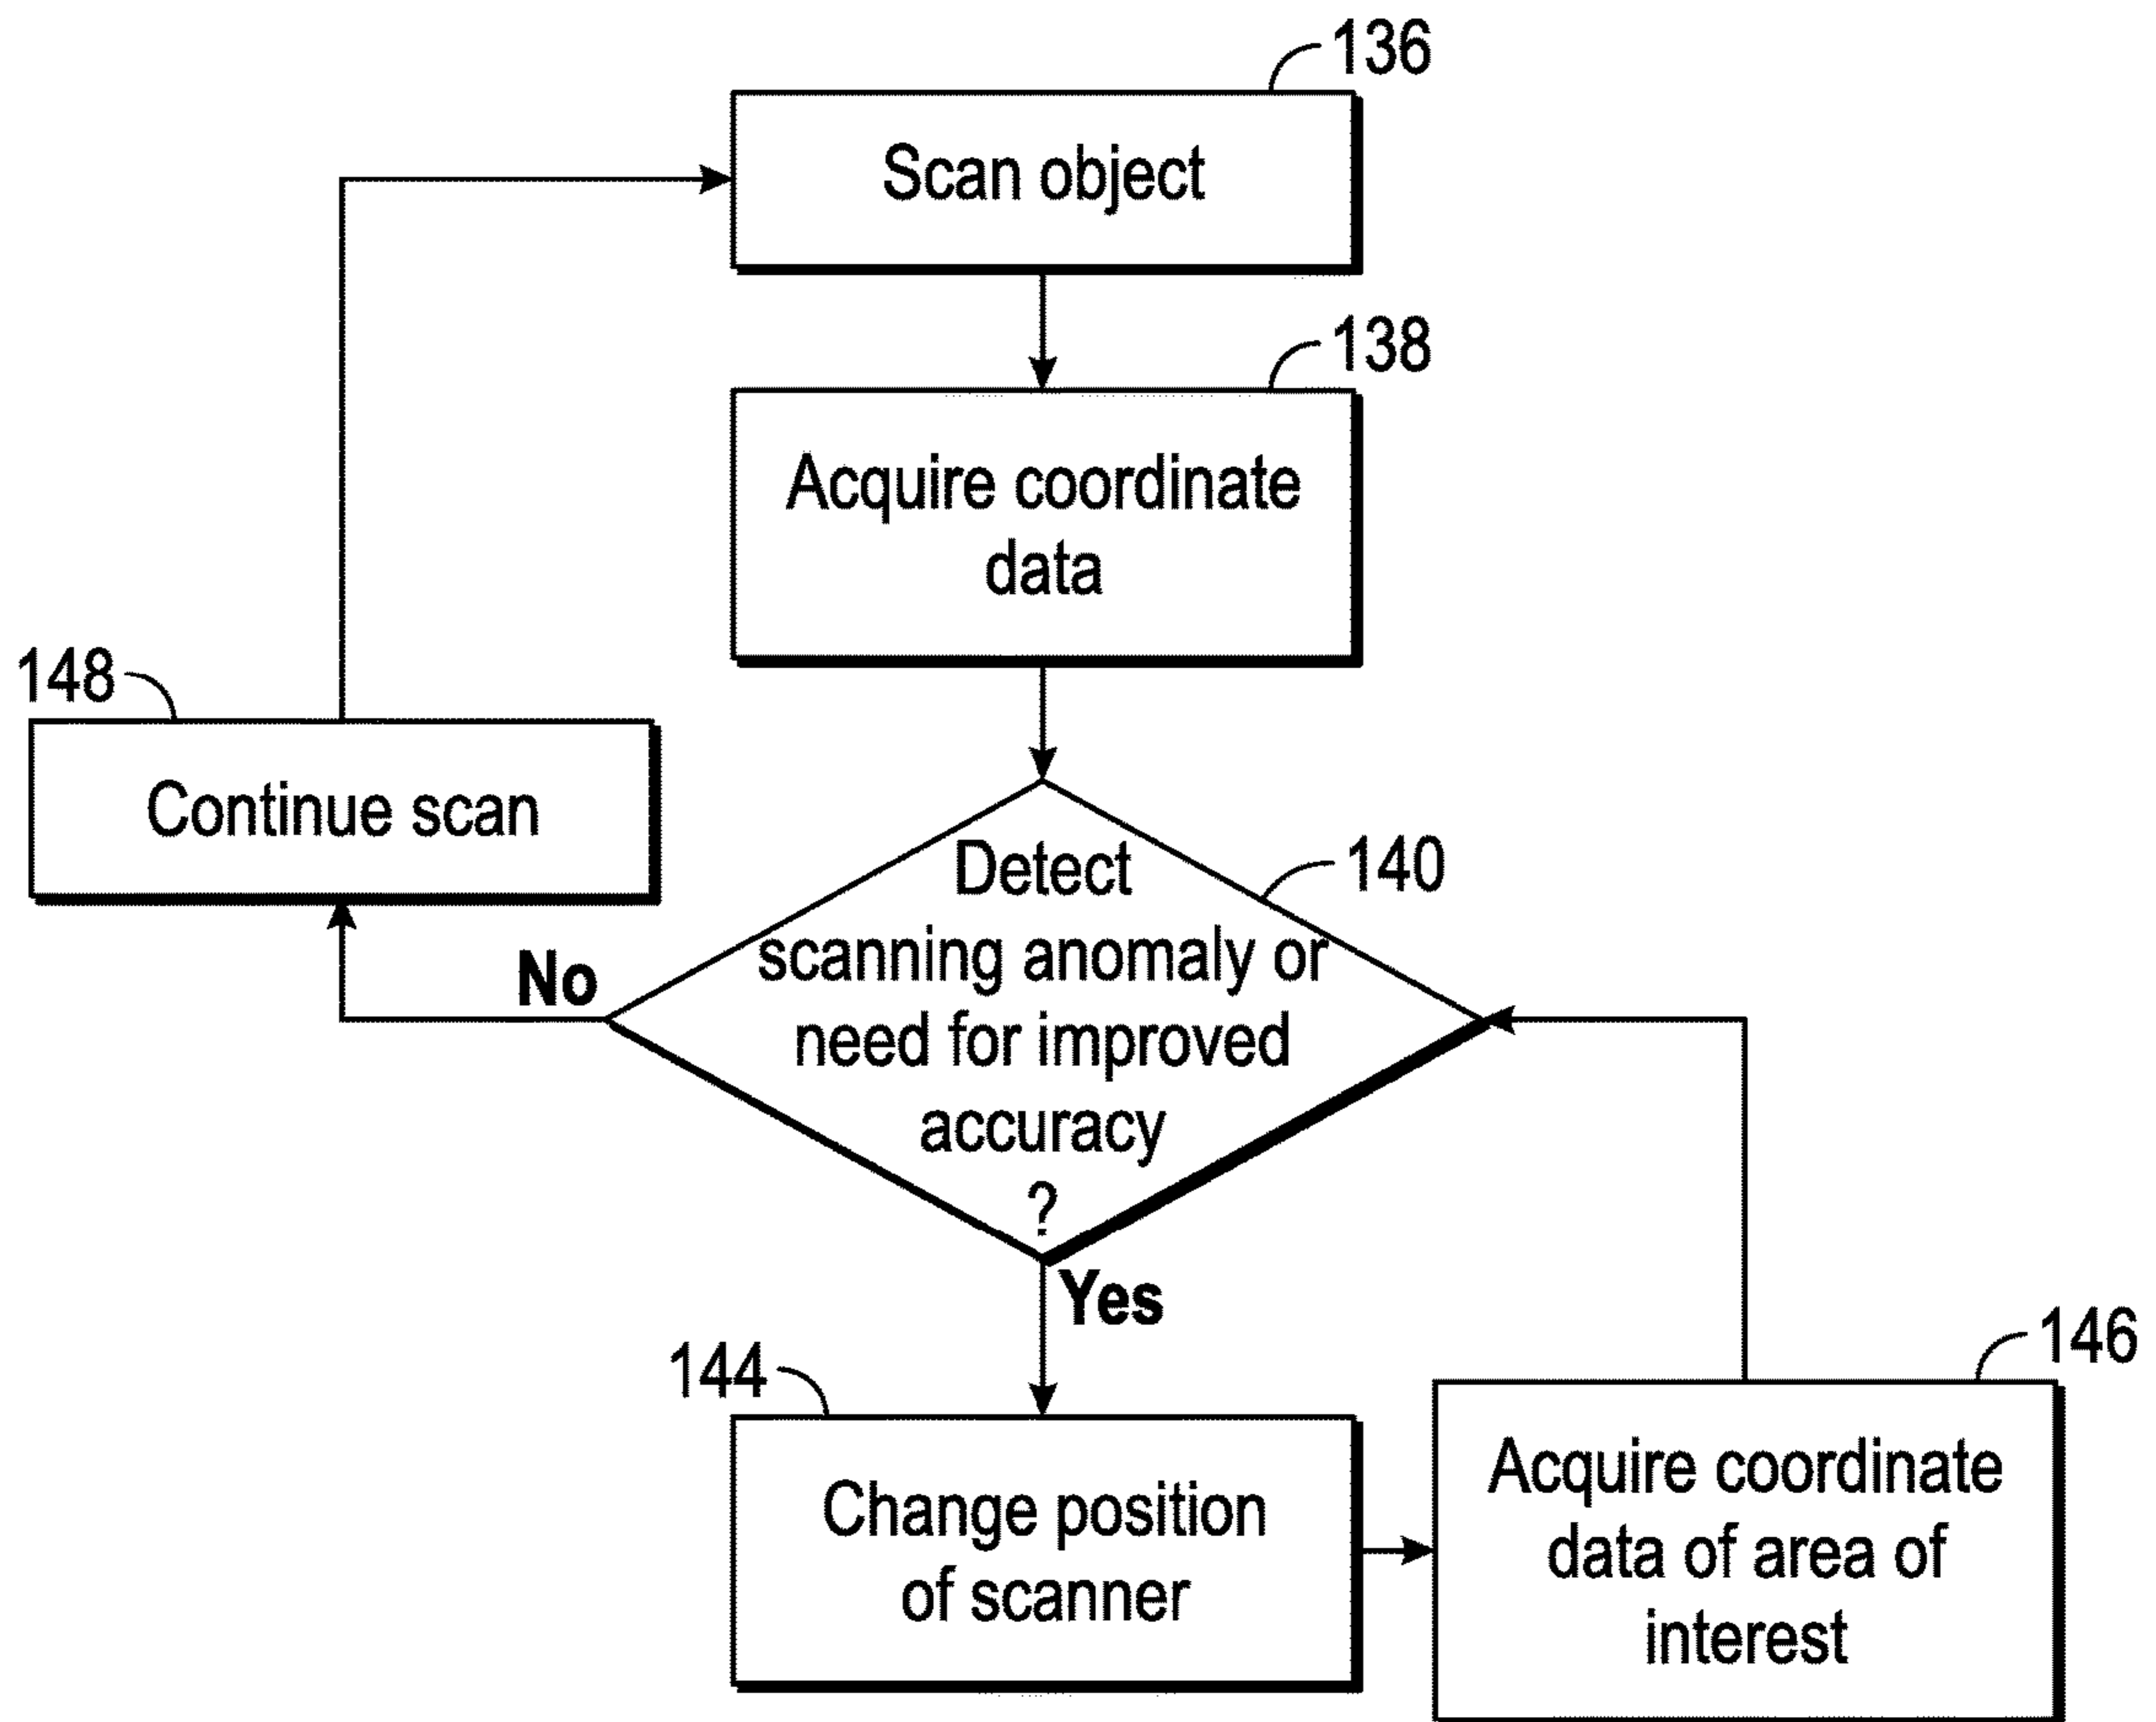 136
Scan object
138
Acquire coordinate
data
148
Continue scan
140
Detect
scanning anomaly or
need for improved
accuracy
?
No
Yes
144
Change position
of scanner
146
Acquire coordinate
data of area of
interest